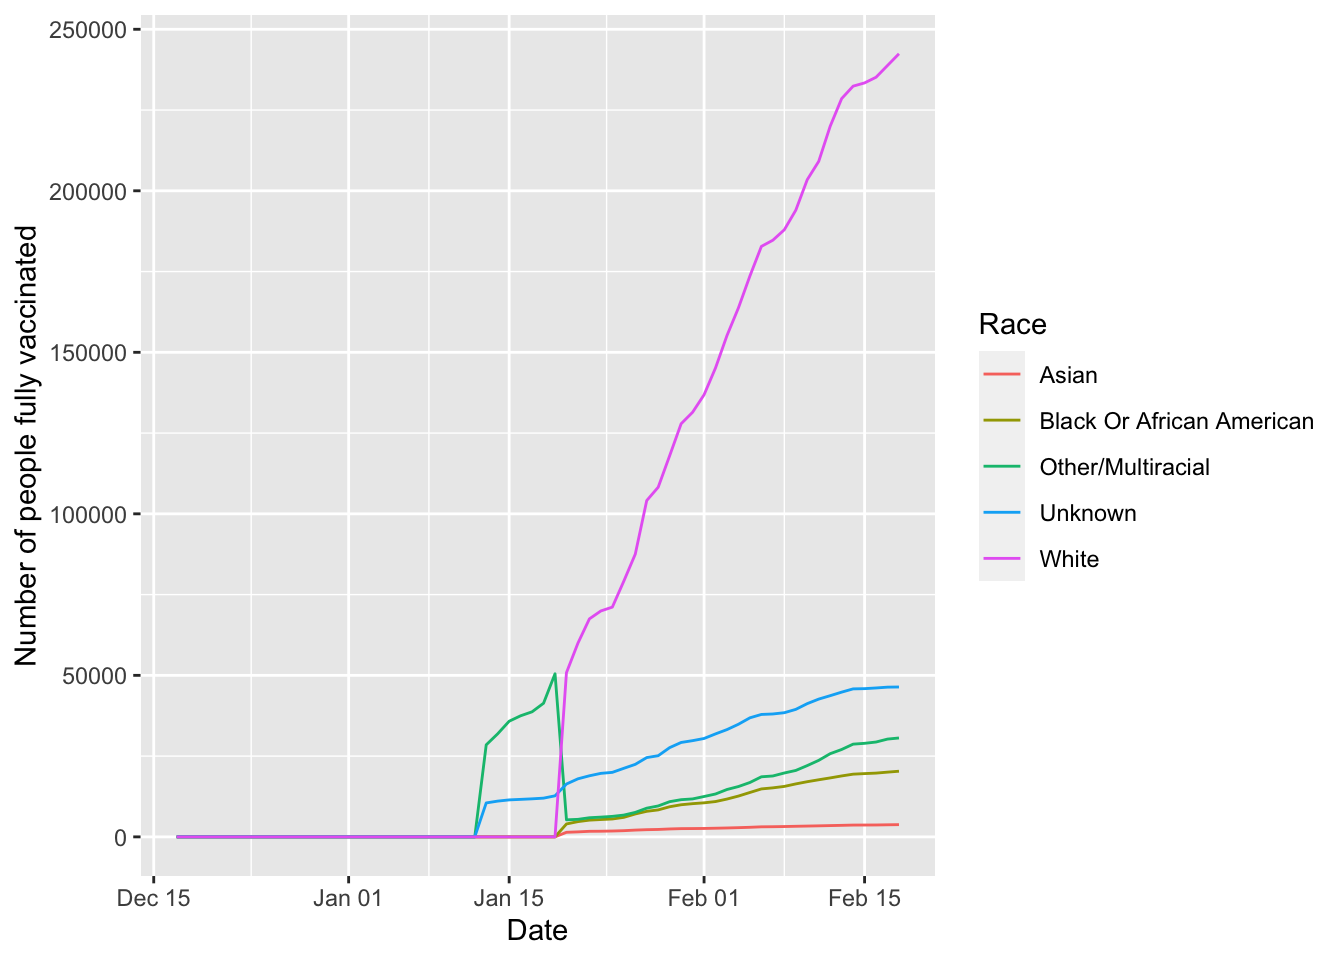 Number of people fully vaccinated
250000
200000
150000
100000
50000
0
Dec 15
Jan 01
Jan 15
Feb 01
Feb 15
Date
Race
Asian
Black Or African American
Other/Multiracial
Unknown
White